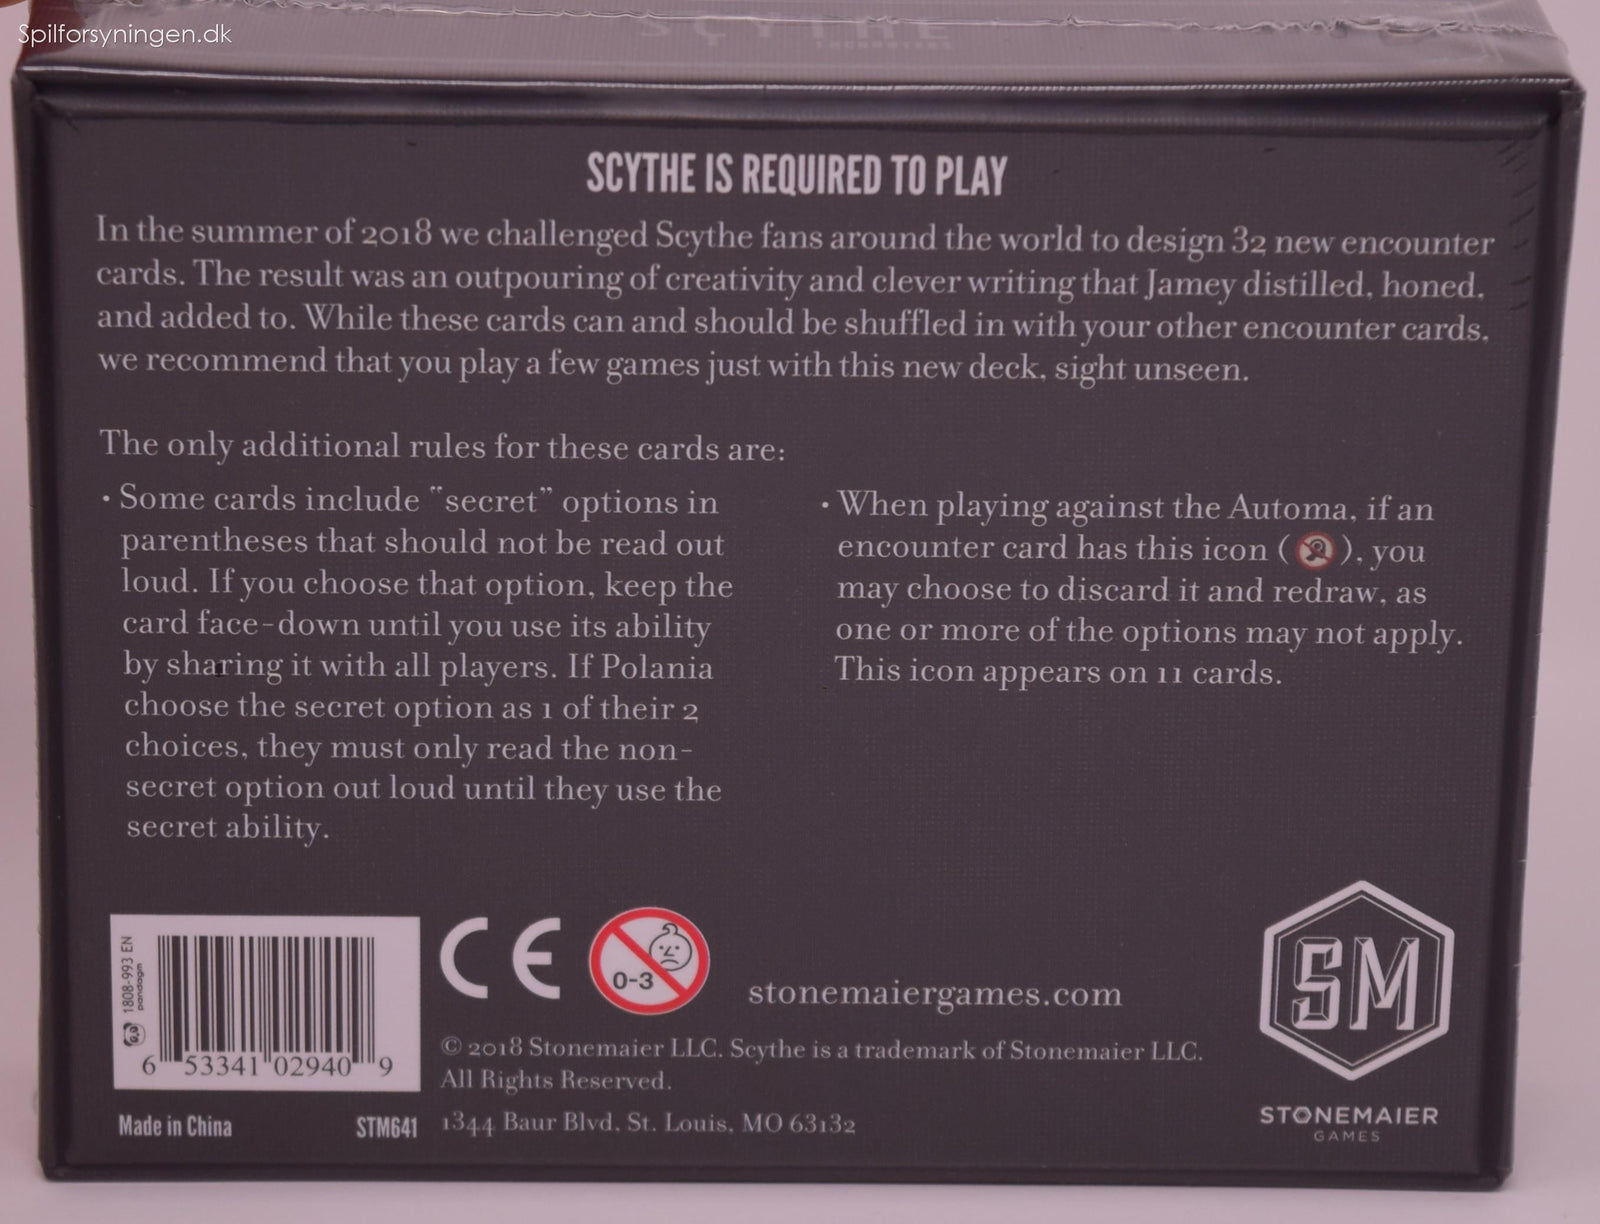 Spilforsyningen.dk
SCYTHE
ENCOUNTERS
SCYTHE IS REQUIRED TO PLAY
In the summer of 2018 we challenged Scythe fans around the world to design 32 new encounter
cards. The result was an outpouring of creativity and clever writing that Jamey distilled, honed,
and added to. While these cards can and should be shuffled in with your other encounter cards,
we recommend that you play a few games just with this new deck, sight unseen.
The only additional rules for these cards are:
• Some cards include "secret" options in
parentheses that should not be read out
loud. If you choose that option, keep the
card face-down until you use its ability
by sharing it with all players. If Polania
choose the secret option as 1 of their 2
choices, they must only read the non-
secret option out loud until they use the
secret ability.
• When playing against the Automa, if an
encounter card has this icon ( ), you
may choose to discard it and redraw, as
one or more of the options may not apply.
This icon appears on 11 cards.
1808-993 EN
pandagm
6 53341 02940 9
Made in China
STM641
CE
0-3
stonemaiergames.com
© 2018 Stonemaier LLC. Scythe is a trademark of Stonemaier LLC.
All Rights Reserved.
1344 Baur Blvd, St. Louis, MO 63132
SM
STONEMAIER
GAMES